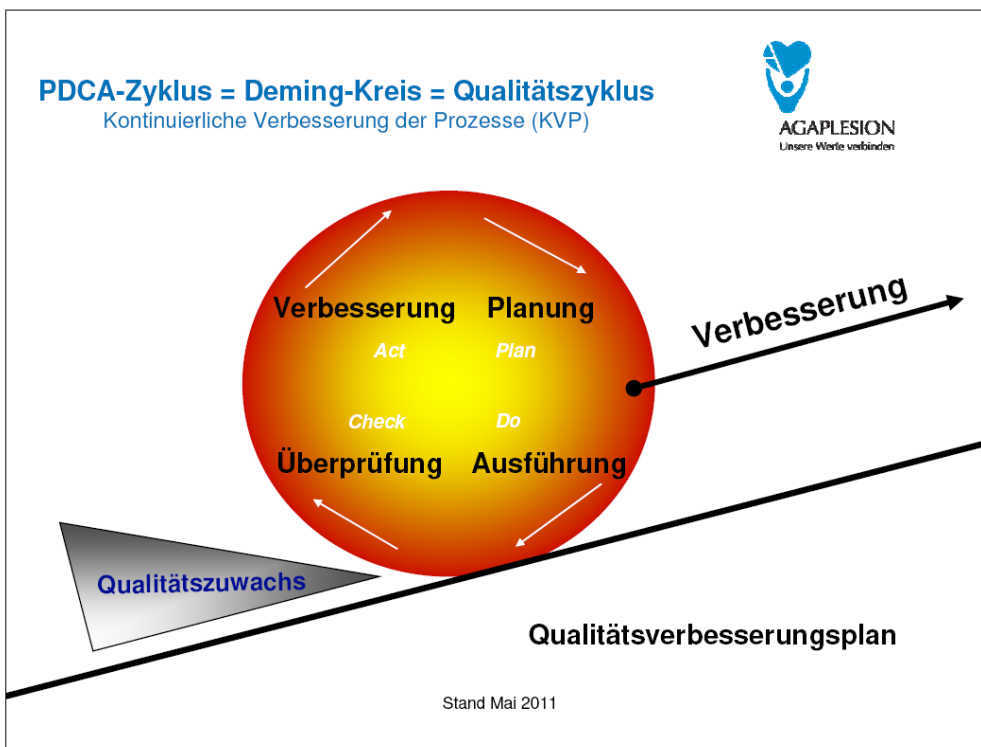 PDCA-Zyklus = Deming-Kreis = Qualitätszyklus
Kontinuierliche Verbesserung der Prozesse (KVP)
AGAPLESION
Unsere Werte verbinden
Verbesserung Planung
Act Plan
Verbesserung
Check Do
Überprüfung Ausführung
Qualitätszuwachs
Qualitätsverbesserungsplan
Stand Mai 2011